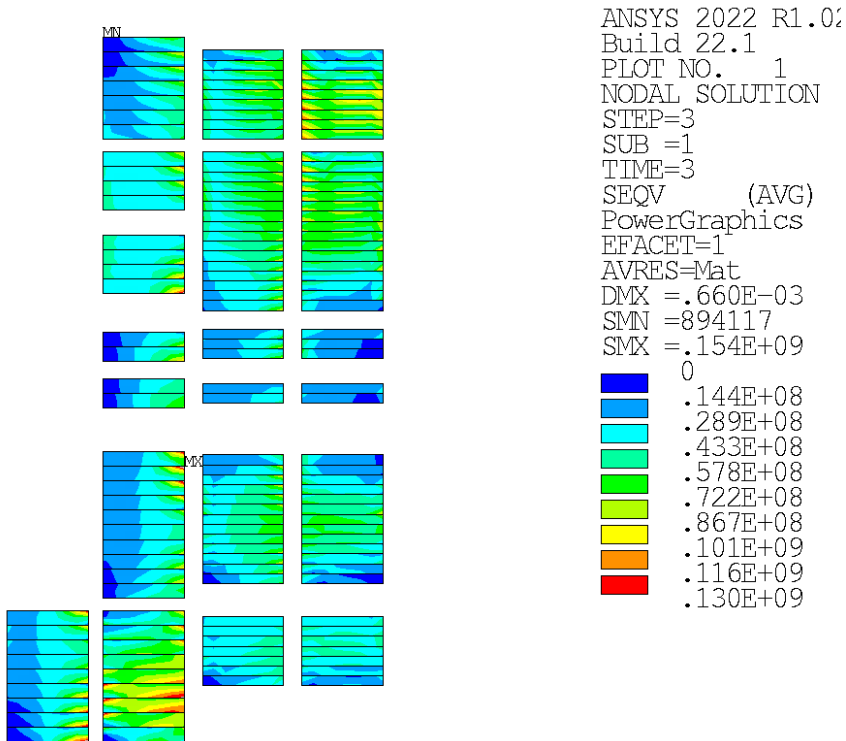 MN
MX
ANSYS 2022 R1.02
Build 22.1
PLOT NO. 1
NODAL SOLUTION
STEP=3
SUB =1
TIME=3
SEQV (AVG)
PowerGraphics
EFACET=1
AVRES=Mat
DMX =.660E-03
SMN =894117
SMX =.154E+09
0
.144E+08
.289E+08
.433E+08
.578E+08
.722E+08
.867E+08
.101E+09
.116E+09
.130E+09